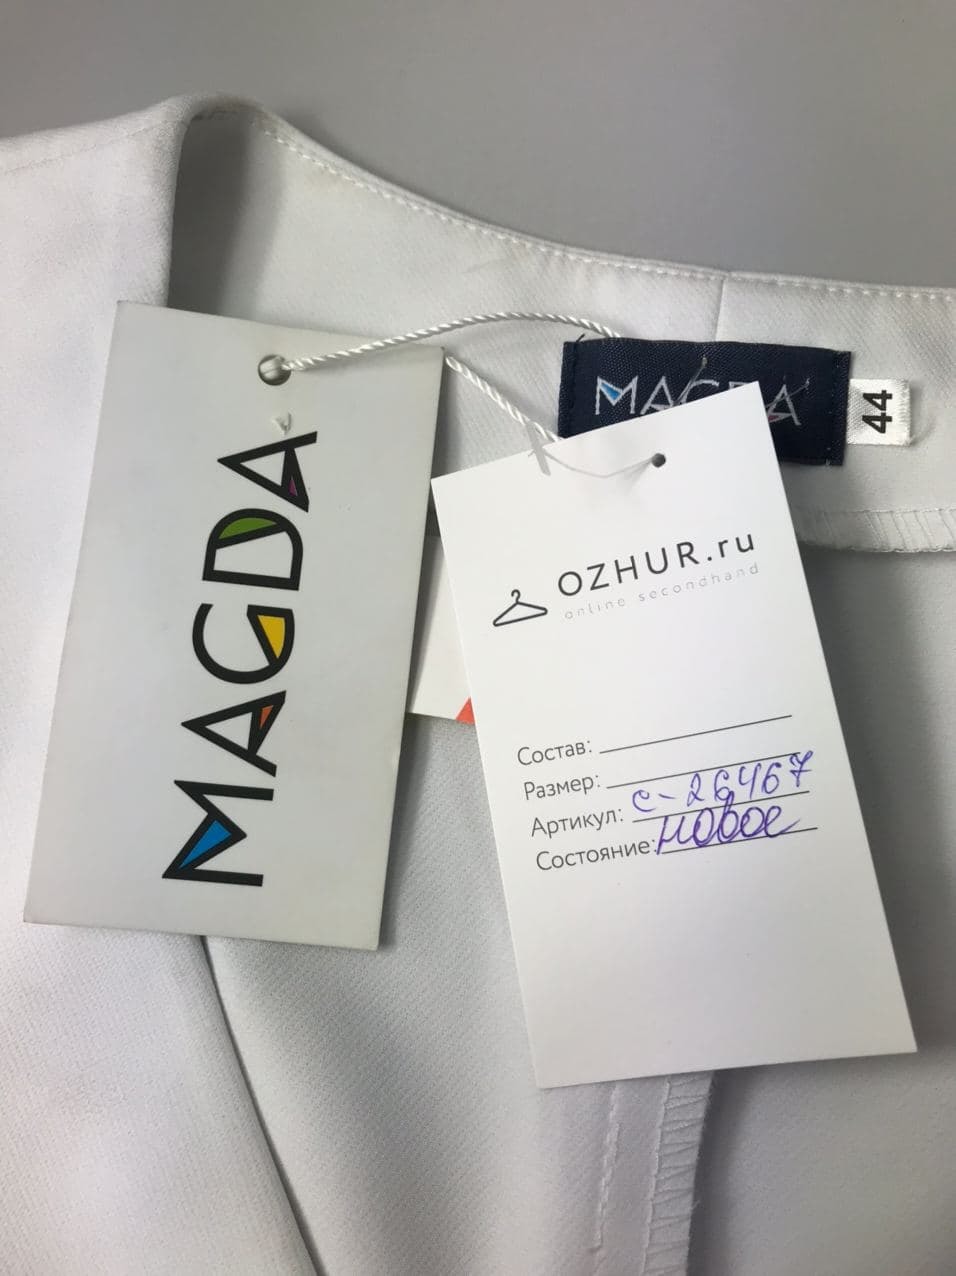 MAGDA
MAGDA
44
OZHUR.ru
online secondhand
Состав:
Размер:
Артикул: с-26467
Состояние: новое